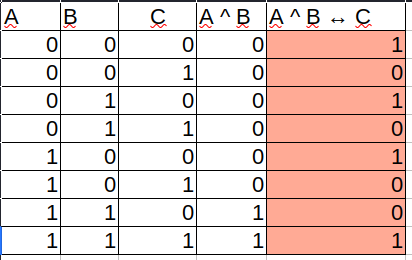 A B C A ^ B A ^ B ↔ C
0 0 0 0 1
0 0 1 0 0
0 1 0 0 1
0 1 1 0 0
1 0 0 0 1
1 0 1 0 0
1 1 0 1 0
1 1 1 1 1